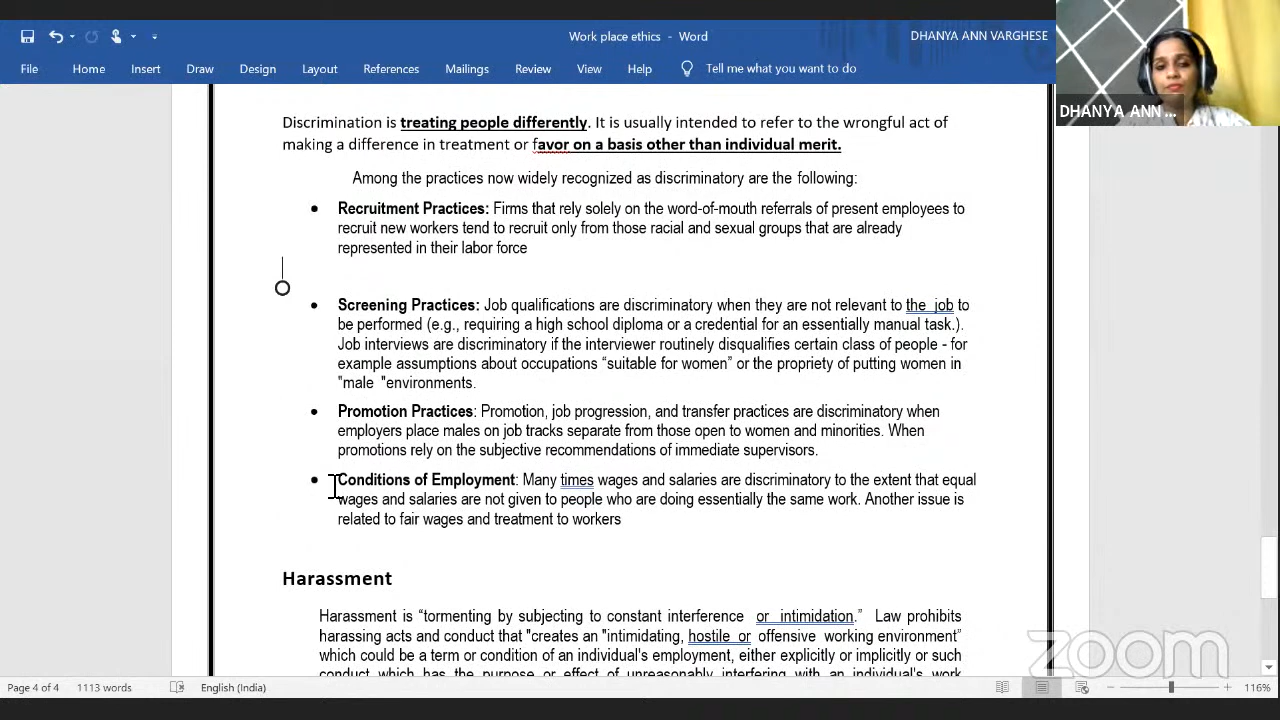 Work place ethics - Word
DHANYA ANN VARGHESE
File Home Insert Draw Design Layout References Mailings Review View Help Tell me what you want to do
DHANYA ANN ...
Discrimination is treating people differently. It is usually intended to refer to the wrongful act of
making a difference in treatment or favor on a basis other than individual merit.
Among the practices now widely recognized as discriminatory are the following:
• Recruitment Practices: Firms that rely solely on the word-of-mouth referrals of present employees to
recruit new workers tend to recruit only from those racial and sexual groups that are already
represented in their labor force
• Screening Practices: Job qualifications are discriminatory when they are not relevant to the job to
be performed (e.g., requiring a high school diploma or a credential for an essentially manual task.).
Job interviews are discriminatory if the interviewer routinely disqualifies certain class of people - for
example assumptions about occupations “suitable for women” or the propriety of putting women in
"male "environments.
• Promotion Practices: Promotion, job progression, and transfer practices are discriminatory when
employers place males on job tracks separate from those open to women and minorities. When
promotions rely on the subjective recommendations of immediate supervisors.
• Conditions of Employment: Many times wages and salaries are discriminatory to the extent that equal
wages and salaries are not given to people who are doing essentially the same work. Another issue is
related to fair wages and treatment to workers
Harassment
Harassment is “tormenting by subjecting to constant interference or intimidation.” Law prohibits
harassing acts and conduct that "creates an "intimidating, hostile or offensive working environment”
which could be a term or condition of an individual's employment, either explicitly or implicitly or such
conduct which has the purpose or effect of unreasonably interfering with an individual's work
zoom
Page 4 of 4 1113 words English (India) 116%